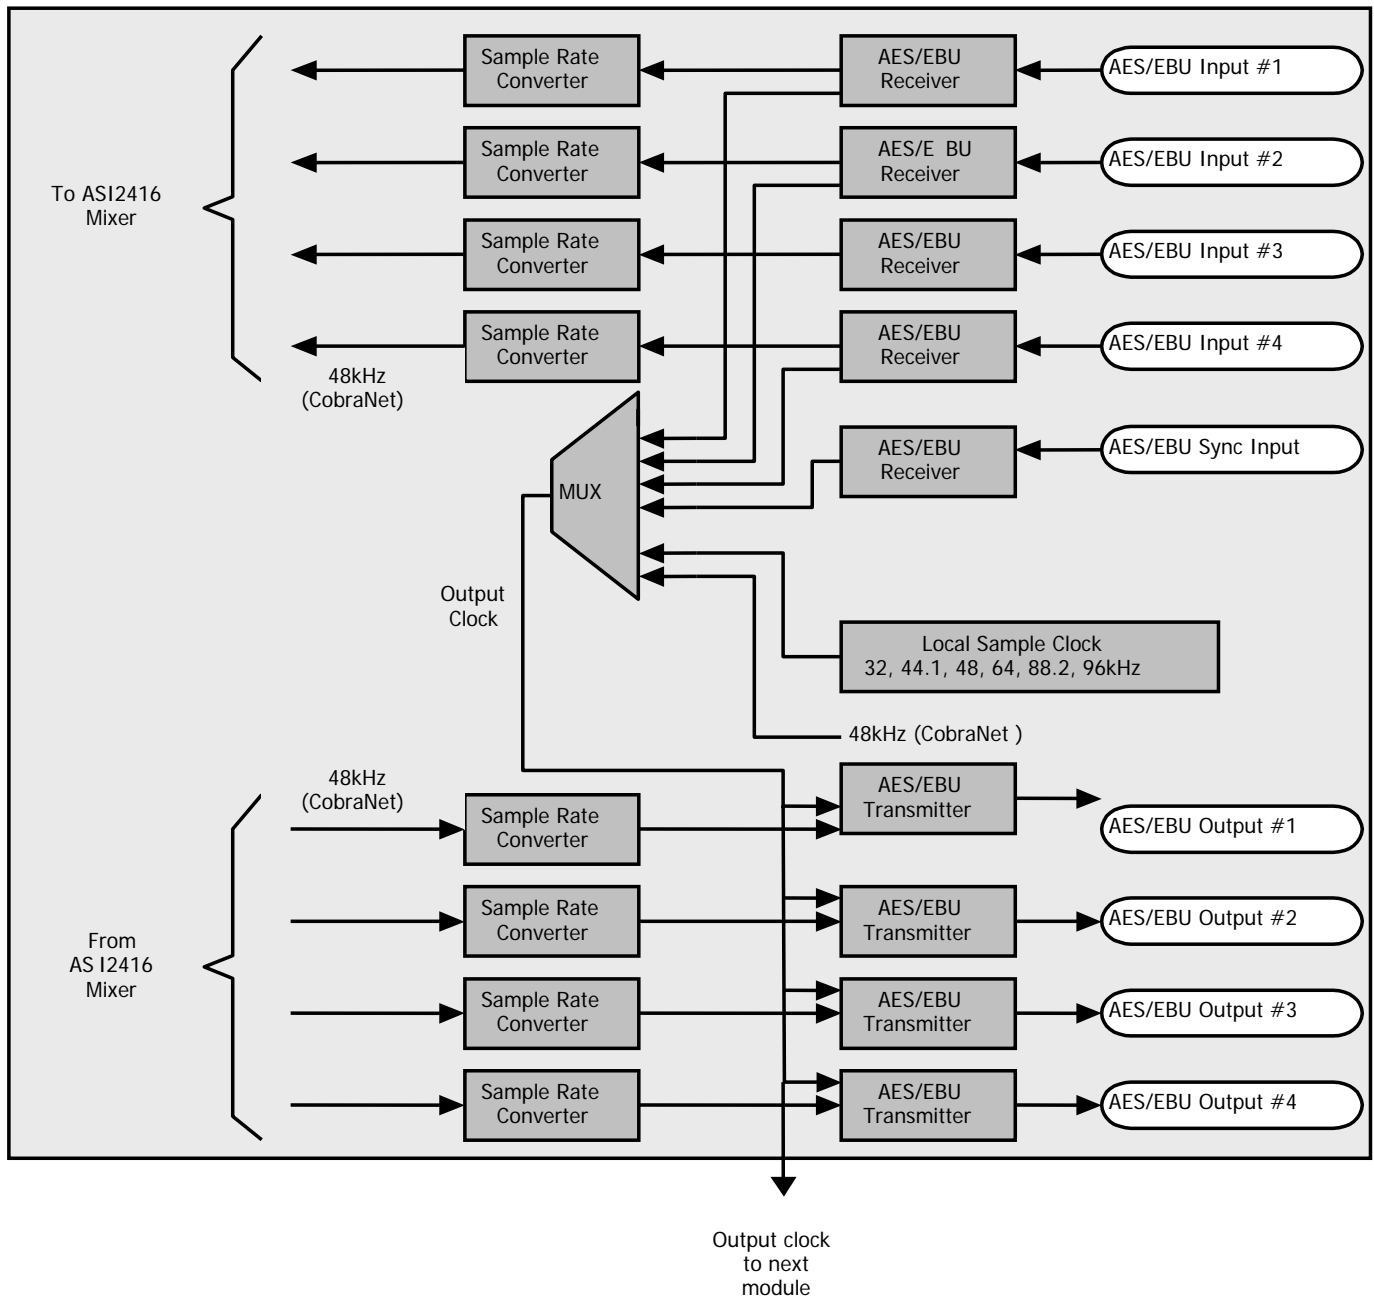 Sample Rate
Converter
AES/EBU
Receiver
AES/EBU Input #1
Sample Rate
Converter
AES/E BU
Receiver
AES/EBU Input #2
To ASI2416
Mixer
Sample Rate
Converter
AES/EBU
Receiver
AES/EBU Input #3
Sample Rate
Converter
AES/EBU
Receiver
AES/EBU Input #4
48kHz
(CobraNet)
AES/EBU
Receiver
AES/EBU Sync Input
MUX
Output
Clock
Local Sample Clock
32, 44.1, 48, 64, 88.2, 96kHz
48kHz (CobraNet )
48kHz
(CobraNet)
Sample Rate
Converter
AES/EBU
Transmitter
AES/EBU Output #1
Sample Rate
Converter
AES/EBU
Transmitter
AES/EBU Output #2
From
AS I2416
Mixer
Sample Rate
Converter
AES/EBU
Transmitter
AES/EBU Output #3
Sample Rate
Converter
AES/EBU
Transmitter
AES/EBU Output #4
Output clock
to next
module